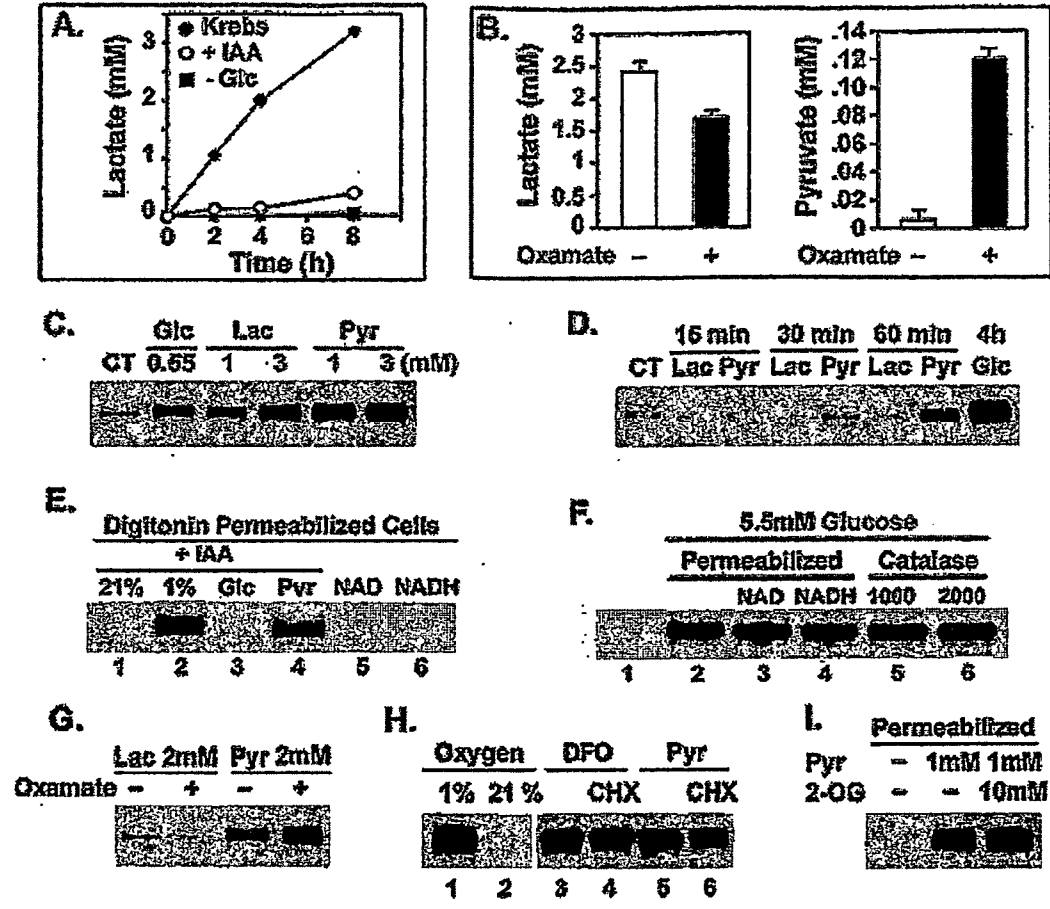 A.
Krebs
+ IAA
- Glc
Lactate (mM)
3
2
1
0
0 2 4 6 8
Time (h)
B.
Lactate (mM)
3
2.5
2
1.5
1
0.5
0
Oxamate - +
Pyruvate (mM)
.14
.12
.10
.08
.06
.04
.02
0
Oxamate - +
C.
Glc Lac Pyr
CT 0.55 1 3 1 3 (mM)
D.
15 min 30 min 60 min 4h
CT Lac Pyr Lac Pyr Lac Pyr Glc
E.
Digitonin Permeabilized Cells
+ IAA
21% 1% Glc Pyr NAD NADH
1 2 3 4 5 6
F.
5.5mM Glucose
Permeabilized Catalase
NAD NADH 1000 2000
1 2 3 4 5 6
G.
Lac 2mM Pyr 2mM
Oxamate - + - +
H.
Oxygen DFO Pyr
1% 21 % CHX CHX
1 2 3 4 5 6
I.
Permeabilized
Pyr - 1mM 1mM
2-OG - - 10mM